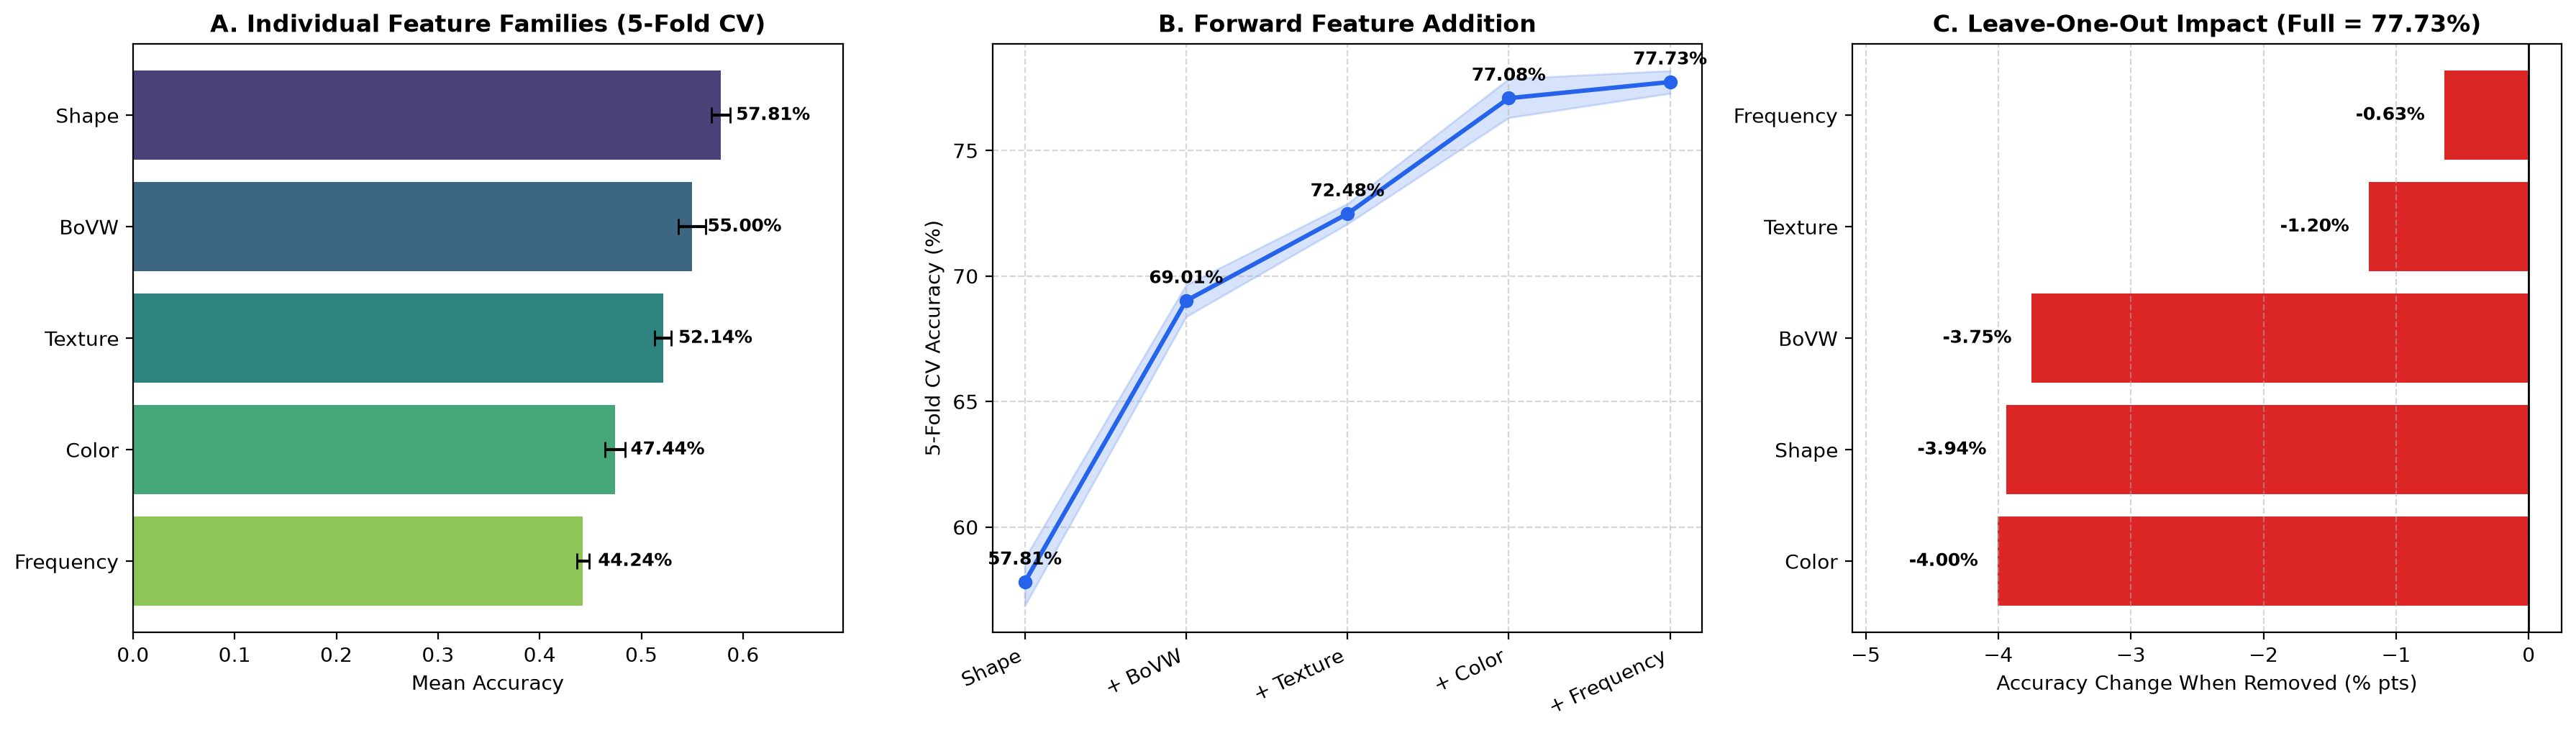 A. Individual Feature Families (5-Fold CV)
Shape
57.81%
BoVW
55.00%
Texture
52.14%
Color
47.44%
Frequency
44.24%
0.0 0.1 0.2 0.3 0.4 0.5 0.6
Mean Accuracy
B. Forward Feature Addition
5-Fold CV Accuracy (%)
75
70
65
60
57.81%
69.01%
72.48%
77.08%
77.73%
Shape
+ BoVW
+ Texture
+ Color
+ Frequency
C. Leave-One-Out Impact (Full = 77.73%)
Frequency
-0.63%
Texture
-1.20%
BoVW
-3.75%
Shape
-3.94%
Color
-4.00%
−5 −4 −3 −2 −1 0
Accuracy Change When Removed (% pts)